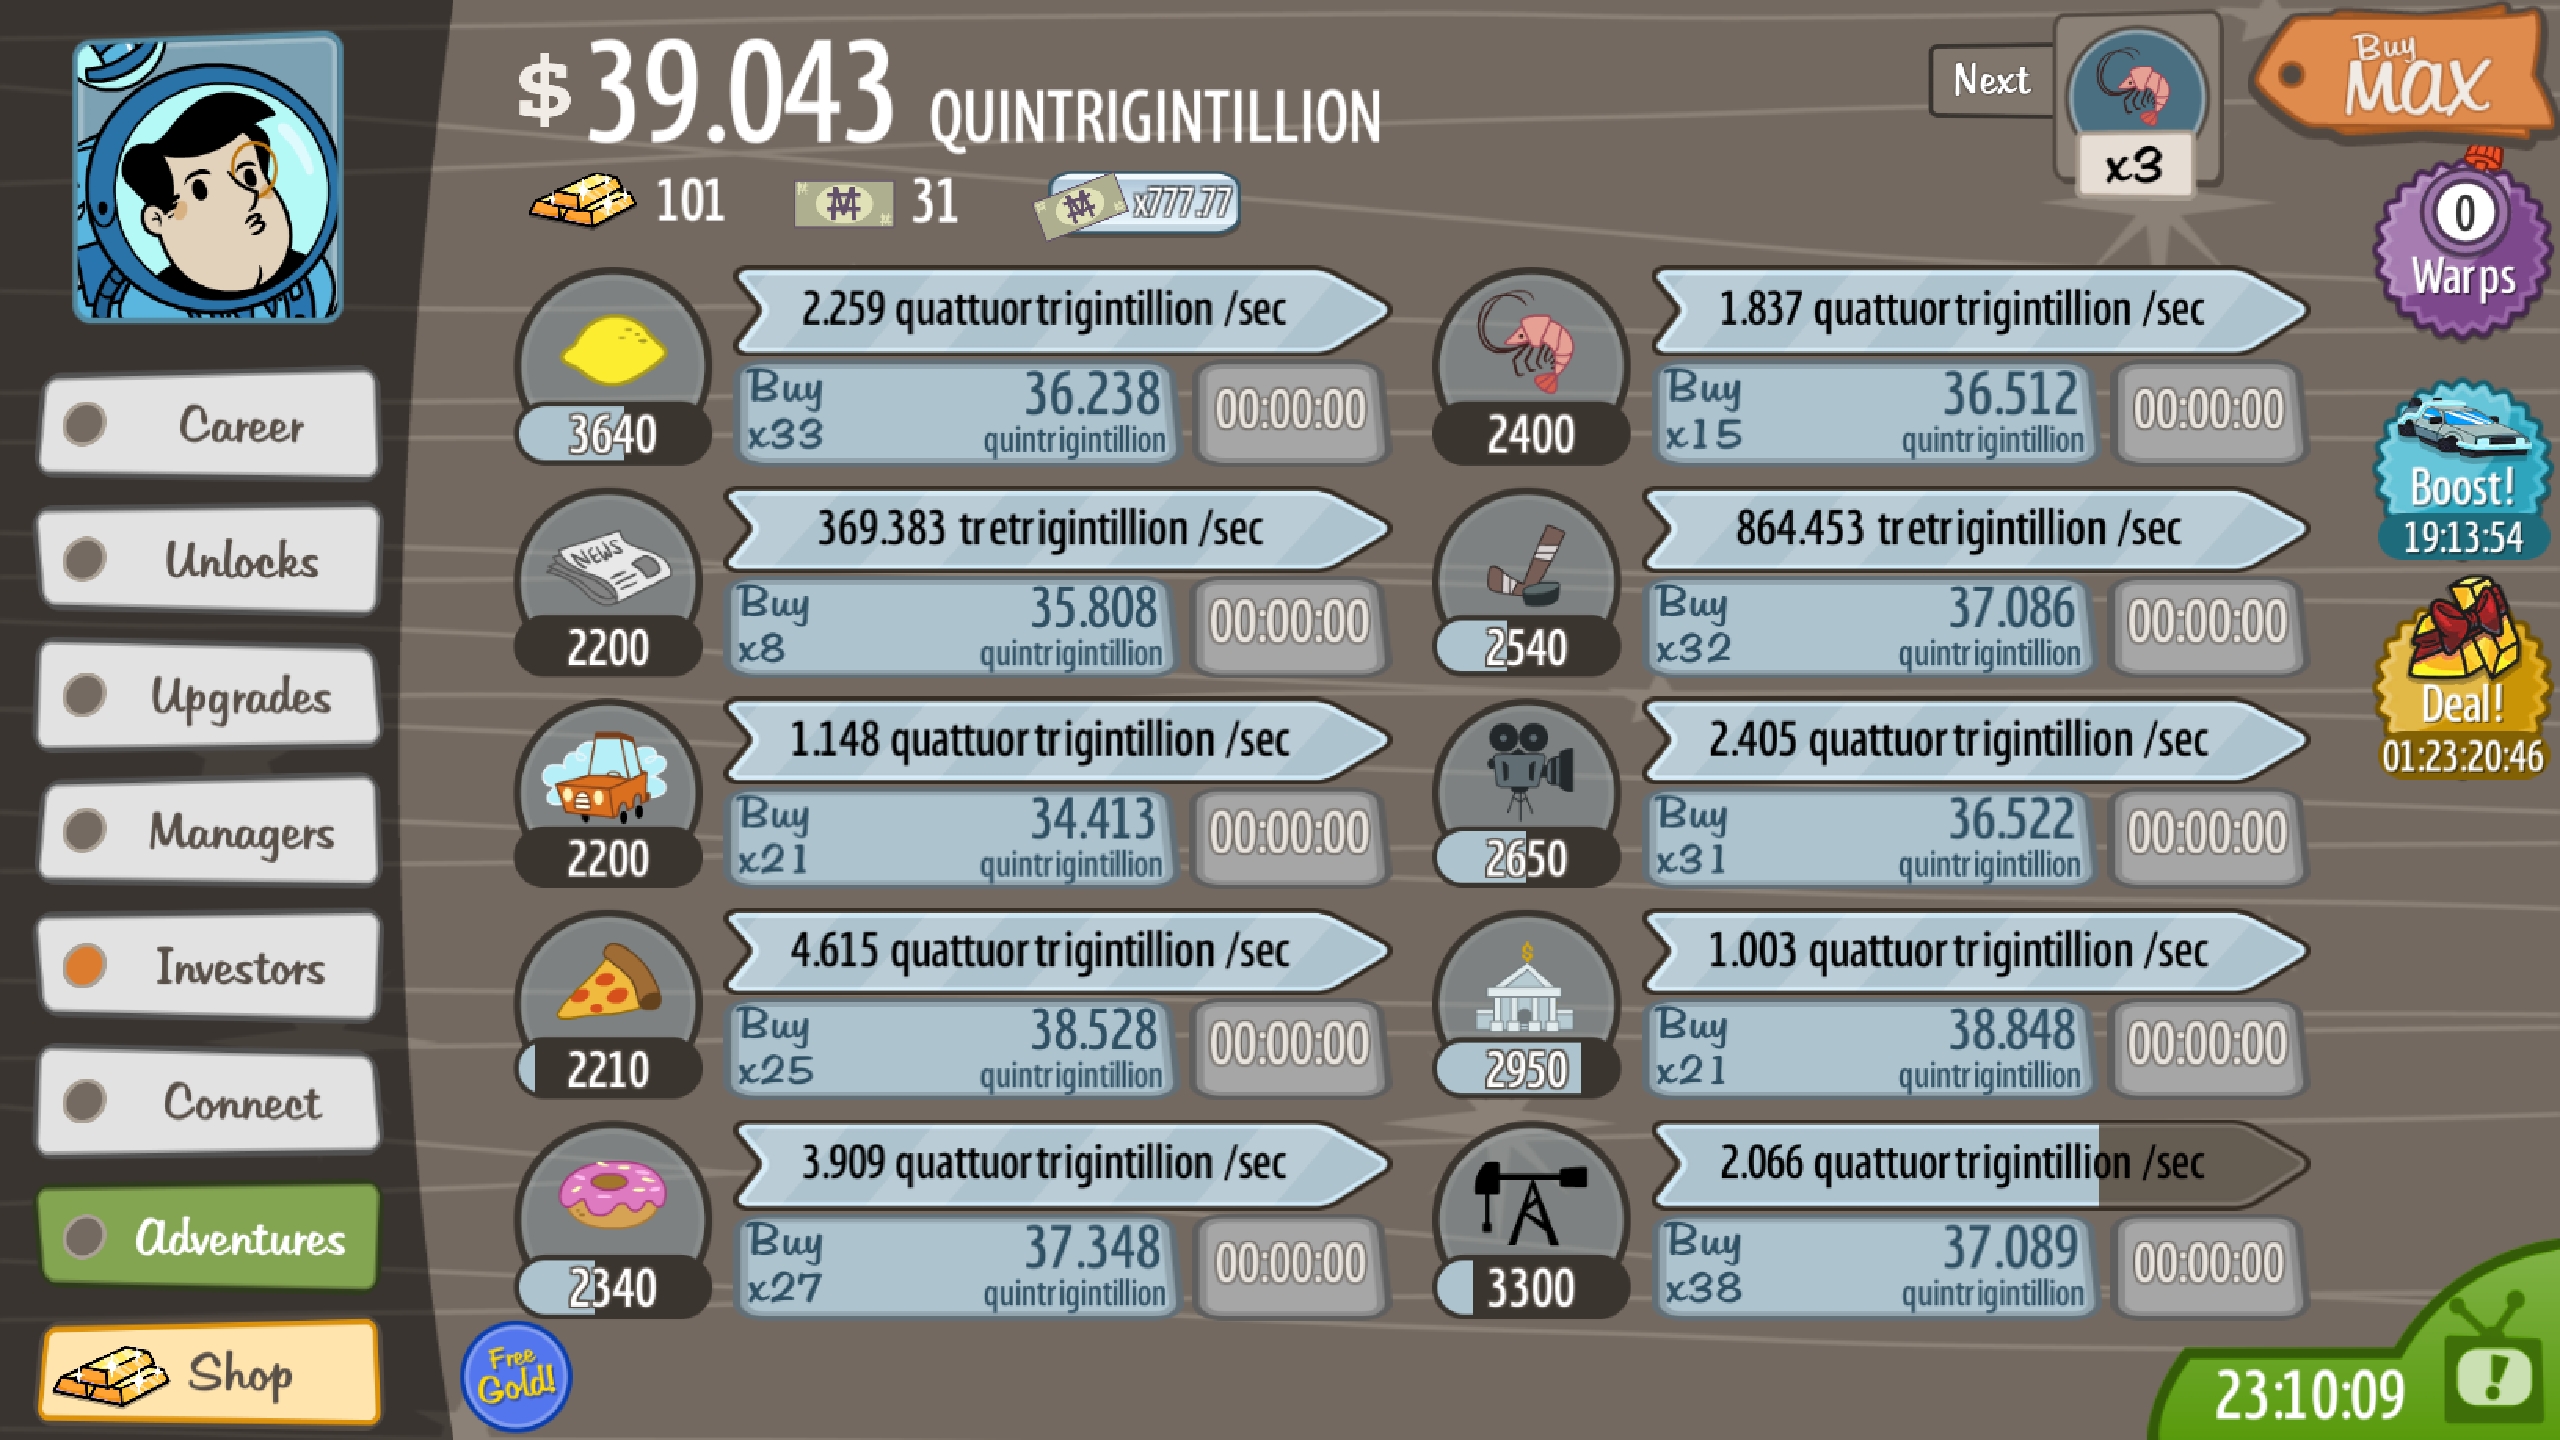 $ 39.043 QUINTRIGINTILLION
Next
x3
Buy
MAX
101
31
x777.77
0
Warps
Career
Unlocks
Upgrades
Managers
Investors
Connect
Adventures
Shop
2.259 quattuortrigintillion /sec
3640
Buy
x33
36.238
quintrigintillion
00:00:00
1.837 quattuortrigintillion /sec
2400
Buy
x15
36.512
quintrigintillion
00:00:00
NEWS
369.383 tretrigintillion /sec
2200
Buy
x8
35.808
quintrigintillion
00:00:00
864.453 tretrigintillion /sec
2540
Buy
x32
37.086
quintrigintillion
00:00:00
1.148 quattuortrigintillion /sec
2200
Buy
x21
34.413
quintrigintillion
00:00:00
2.405 quattuortrigintillion /sec
2650
Buy
x31
36.522
quintrigintillion
00:00:00
4.615 quattuortrigintillion /sec
2210
Buy
x25
38.528
quintrigintillion
00:00:00
$
1.003 quattuortrigintillion /sec
2950
Buy
x21
38.848
quintrigintillion
00:00:00
3.909 quattuortrigintillion /sec
2340
Buy
x27
37.348
quintrigintillion
00:00:00
2.066 quattuortrigintillion /sec
3300
Buy
x38
37.089
quintrigintillion
00:00:00
Boost!
19:13:54
Deal!
01:23:20:46
Free
Gold!
23:10:09
!